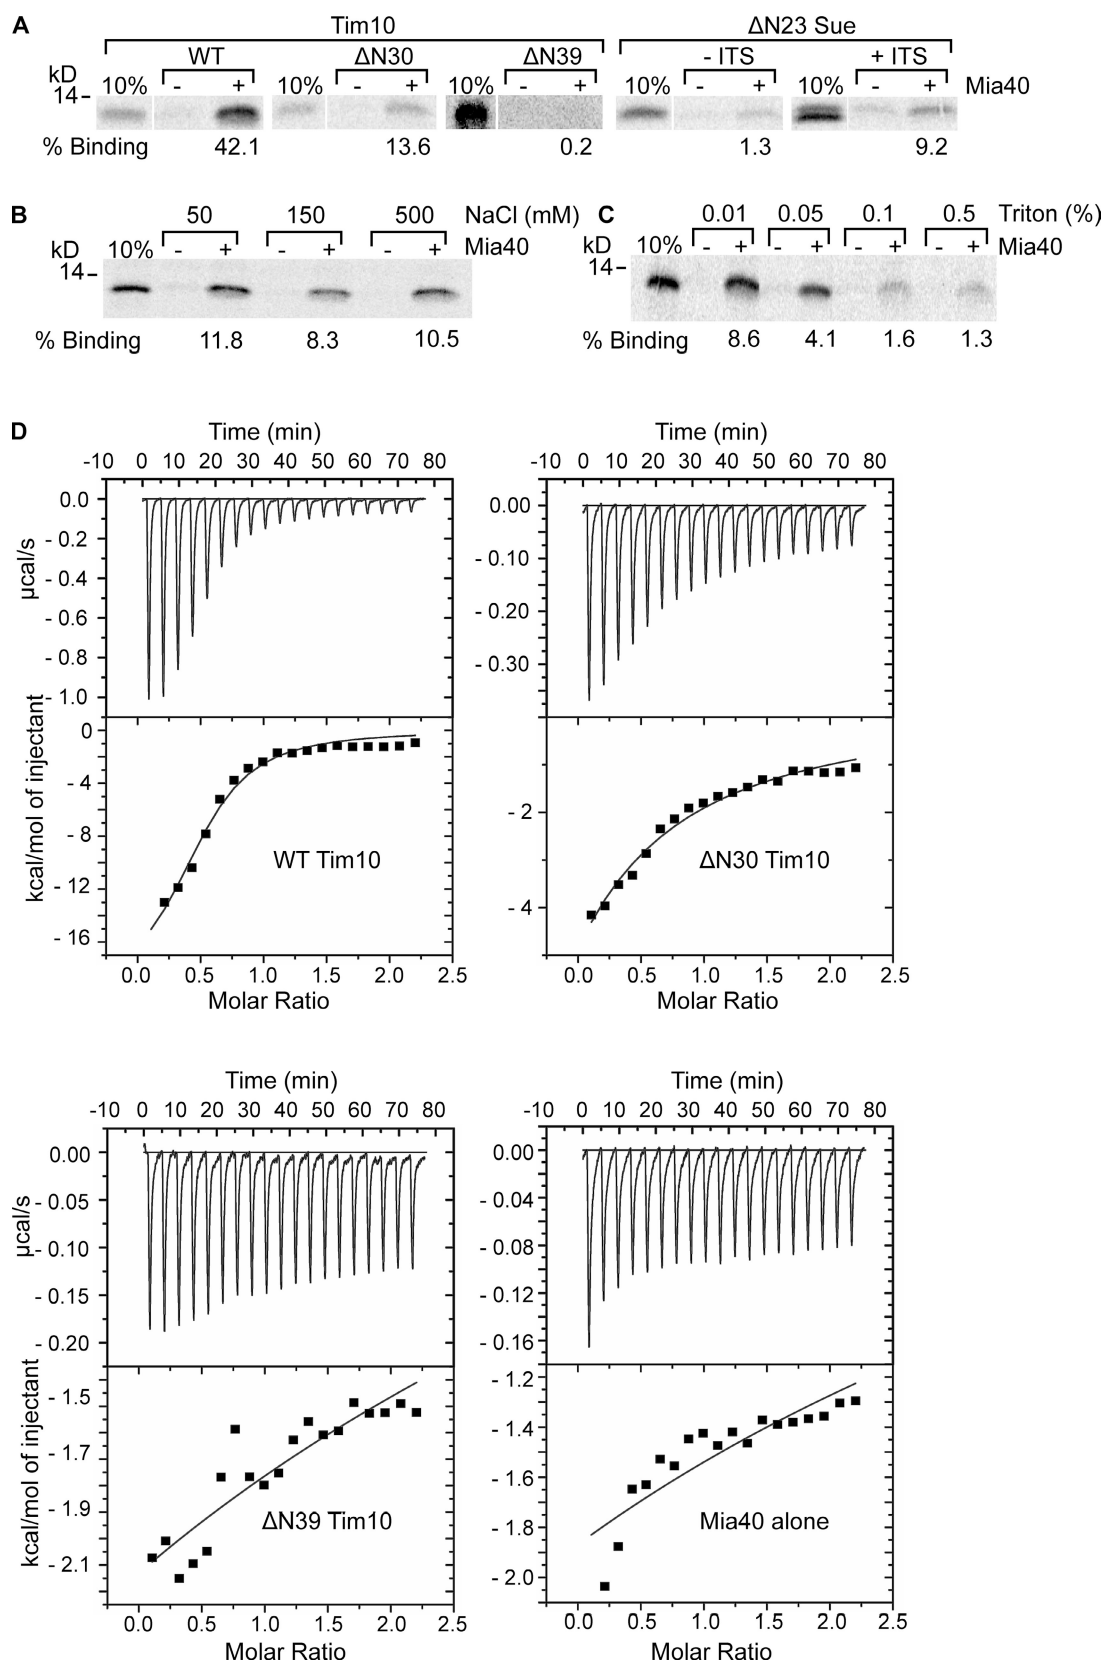 A
Tim10
ΔN23 Sue
WT
ΔN30
ΔN39
- ITS
+ ITS
kD
10% - + 10% - + 10% - + 10% - + 10% - + Mia40
14
% Binding 42.1 13.6 0.2 1.3 9.2
B
50 150 500 NaCl (mM)
kD 10% - + - + - + Mia40
14
% Binding 11.8 8.3 10.5
C
0.01 0.05 0.1 0.5 Triton (%)
kD 10% - + - + - + - + Mia40
14
% Binding 8.6 4.1 1.6 1.3
D
Time (min)
-10 0 10 20 30 40 50 60 70 80
0.0
- 0.2
- 0.4
- 0.6
- 0.8
- 1.0
µcal/s
0
- 4
- 8
- 12
- 16
kcal/mol of injectant
WT Tim10
0.0 0.5 1.0 1.5 2.0 2.5
Molar Ratio
Time (min)
-10 0 10 20 30 40 50 60 70 80
0.00
- 0.10
- 0.20
- 0.30
- 2
- 4
ΔN30 Tim10
0.0 0.5 1.0 1.5 2.0 2.5
Molar Ratio
Time (min)
-10 0 10 20 30 40 50 60 70 80
0.00
- 0.05
- 0.10
- 0.15
- 0.20
µcal/s
- 1.5
- 1.7
- 1.9
- 2.1
kcal/mol of injectant
ΔN39 Tim10
0.0 0.5 1.0 1.5 2.0 2.5
Molar Ratio
Time (min)
-10 0 10 20 30 40 50 60 70 80
0.00
- 0.04
- 0.08
- 0.12
- 0.16
- 1.2
- 1.4
- 1.6
- 1.8
- 2.0
Mia40 alone
0.0 0.5 1.0 1.5 2.0 2.5
Molar Ratio